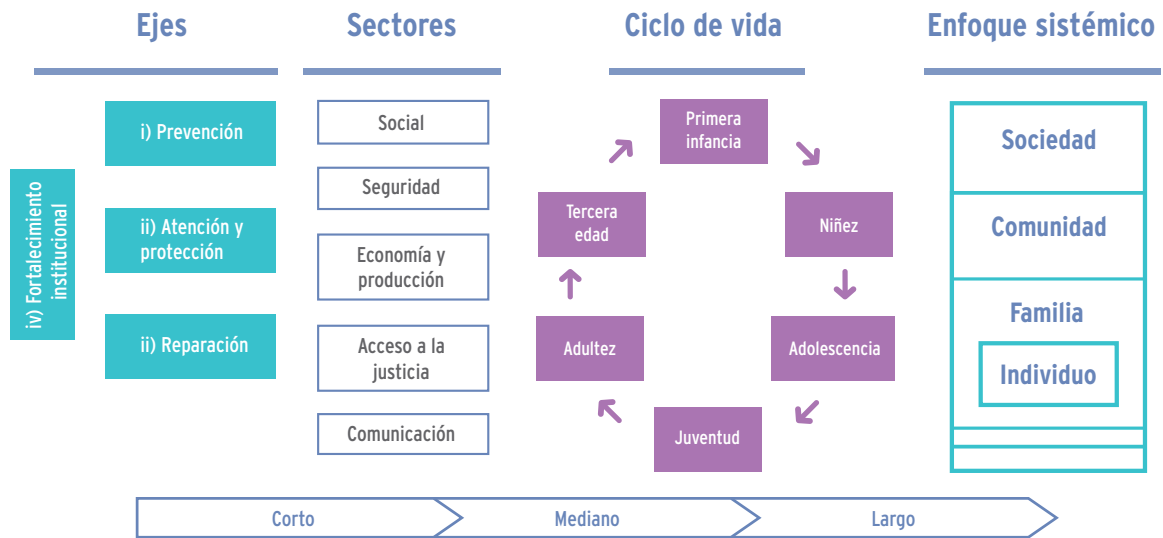 Ejes
Sectores
Ciclo de vida
Enfoque sistémico
iv) Fortalecimiento
institucional
i) Prevención
ii) Atención y
protección
ii) Reparación
Social
Seguridad
Economía y
producción
Acceso a la
justicia
Comunicación
Primera
infancia
Niñez
Adolescencia
Juventud
Adultez
Tercera
edad
Sociedad
Comunidad
Familia
Individuo
Corto
Mediano
Largo